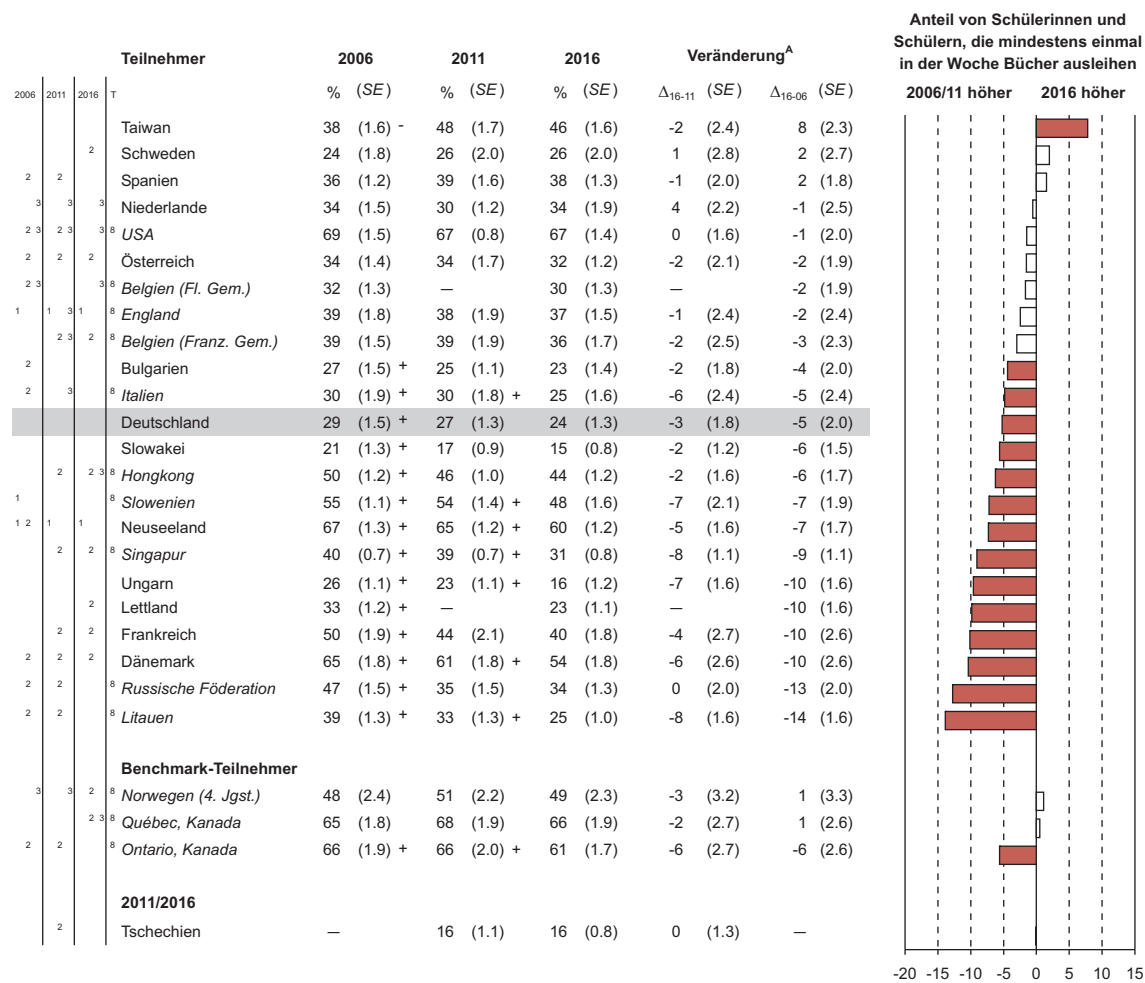 Anteil von Schülerinnen und
Schülern, die mindestens einmal
in der Woche Bücher ausleihen
Teilnehmer 2006 2011 2016 Veränderung^A
2006 2011 2016 T % (SE) % (SE) % (SE) Δ16-11 (SE) Δ16-06 (SE) 2006/11 höher 2016 höher
Taiwan 38 (1.6) - 48 (1.7) 46 (1.6) -2 (2.4) 8 (2.3)
2 Schweden 24 (1.8) 26 (2.0) 26 (2.0) 1 (2.8) 2 (2.7)
2 2 Spanien 36 (1.2) 39 (1.6) 38 (1.3) -1 (2.0) 2 (1.8)
3 3 3 Niederlande 34 (1.5) 30 (1.2) 34 (1.9) 4 (2.2) -1 (2.5)
2 3 2 3 3 8 USA 69 (1.5) 67 (0.8) 67 (1.4) 0 (1.6) -1 (2.0)
2 2 2 Österreich 34 (1.4) 34 (1.7) 32 (1.2) -2 (2.1) -2 (1.9)
2 3 3 8 Belgien (Fl. Gem.) 32 (1.3) — 30 (1.3) — -2 (1.9)
1 1 3 1 8 England 39 (1.8) 38 (1.9) 37 (1.5) -1 (2.4) -2 (2.4)
2 3 2 8 Belgien (Franz. Gem.) 39 (1.5) 39 (1.9) 36 (1.7) -2 (2.5) -3 (2.3)
2 Bulgarien 27 (1.5) + 25 (1.1) 23 (1.4) -2 (1.8) -4 (2.0)
2 3 8 Italien 30 (1.9) + 30 (1.8) + 25 (1.6) -6 (2.4) -5 (2.4)
Deutschland 29 (1.5) + 27 (1.3) 24 (1.3) -3 (1.8) -5 (2.0)
Slowakei 21 (1.3) + 17 (0.9) 15 (0.8) -2 (1.2) -6 (1.5)
2 2 3 8 Hongkong 50 (1.2) + 46 (1.0) 44 (1.2) -2 (1.6) -6 (1.7)
1 8 Slowenien 55 (1.1) + 54 (1.4) + 48 (1.6) -7 (2.1) -7 (1.9)
1 2 1 1 Neuseeland 67 (1.3) + 65 (1.2) + 60 (1.2) -5 (1.6) -7 (1.7)
2 2 8 Singapur 40 (0.7) + 39 (0.7) + 31 (0.8) -8 (1.1) -9 (1.1)
Ungarn 26 (1.1) + 23 (1.1) + 16 (1.2) -7 (1.6) -10 (1.6)
2 Lettland 33 (1.2) + — 23 (1.1) — -10 (1.6)
2 2 Frankreich 50 (1.9) + 44 (2.1) 40 (1.8) -4 (2.7) -10 (2.6)
2 2 2 Dänemark 65 (1.8) + 61 (1.8) + 54 (1.8) -6 (2.6) -10 (2.6)
2 2 8 Russische Föderation 47 (1.5) + 35 (1.5) 34 (1.3) 0 (2.0) -13 (2.0)
2 2 8 Litauen 39 (1.3) + 33 (1.3) + 25 (1.0) -8 (1.6) -14 (1.6)
Benchmark-Teilnehmer
3 3 2 8 Norwegen (4. Jgst.) 48 (2.4) 51 (2.2) 49 (2.3) -3 (3.2) 1 (3.3)
2 3 8 Québec, Kanada 65 (1.8) 68 (1.9) 66 (1.9) -2 (2.7) 1 (2.6)
2 2 8 Ontario, Kanada 66 (1.9) + 66 (2.0) + 61 (1.7) -6 (2.7) -6 (2.6)
2011/2016
2 Tschechien — 16 (1.1) 16 (0.8) 0 (1.3) —
-20 -15 -10 -5 0 5 10 15